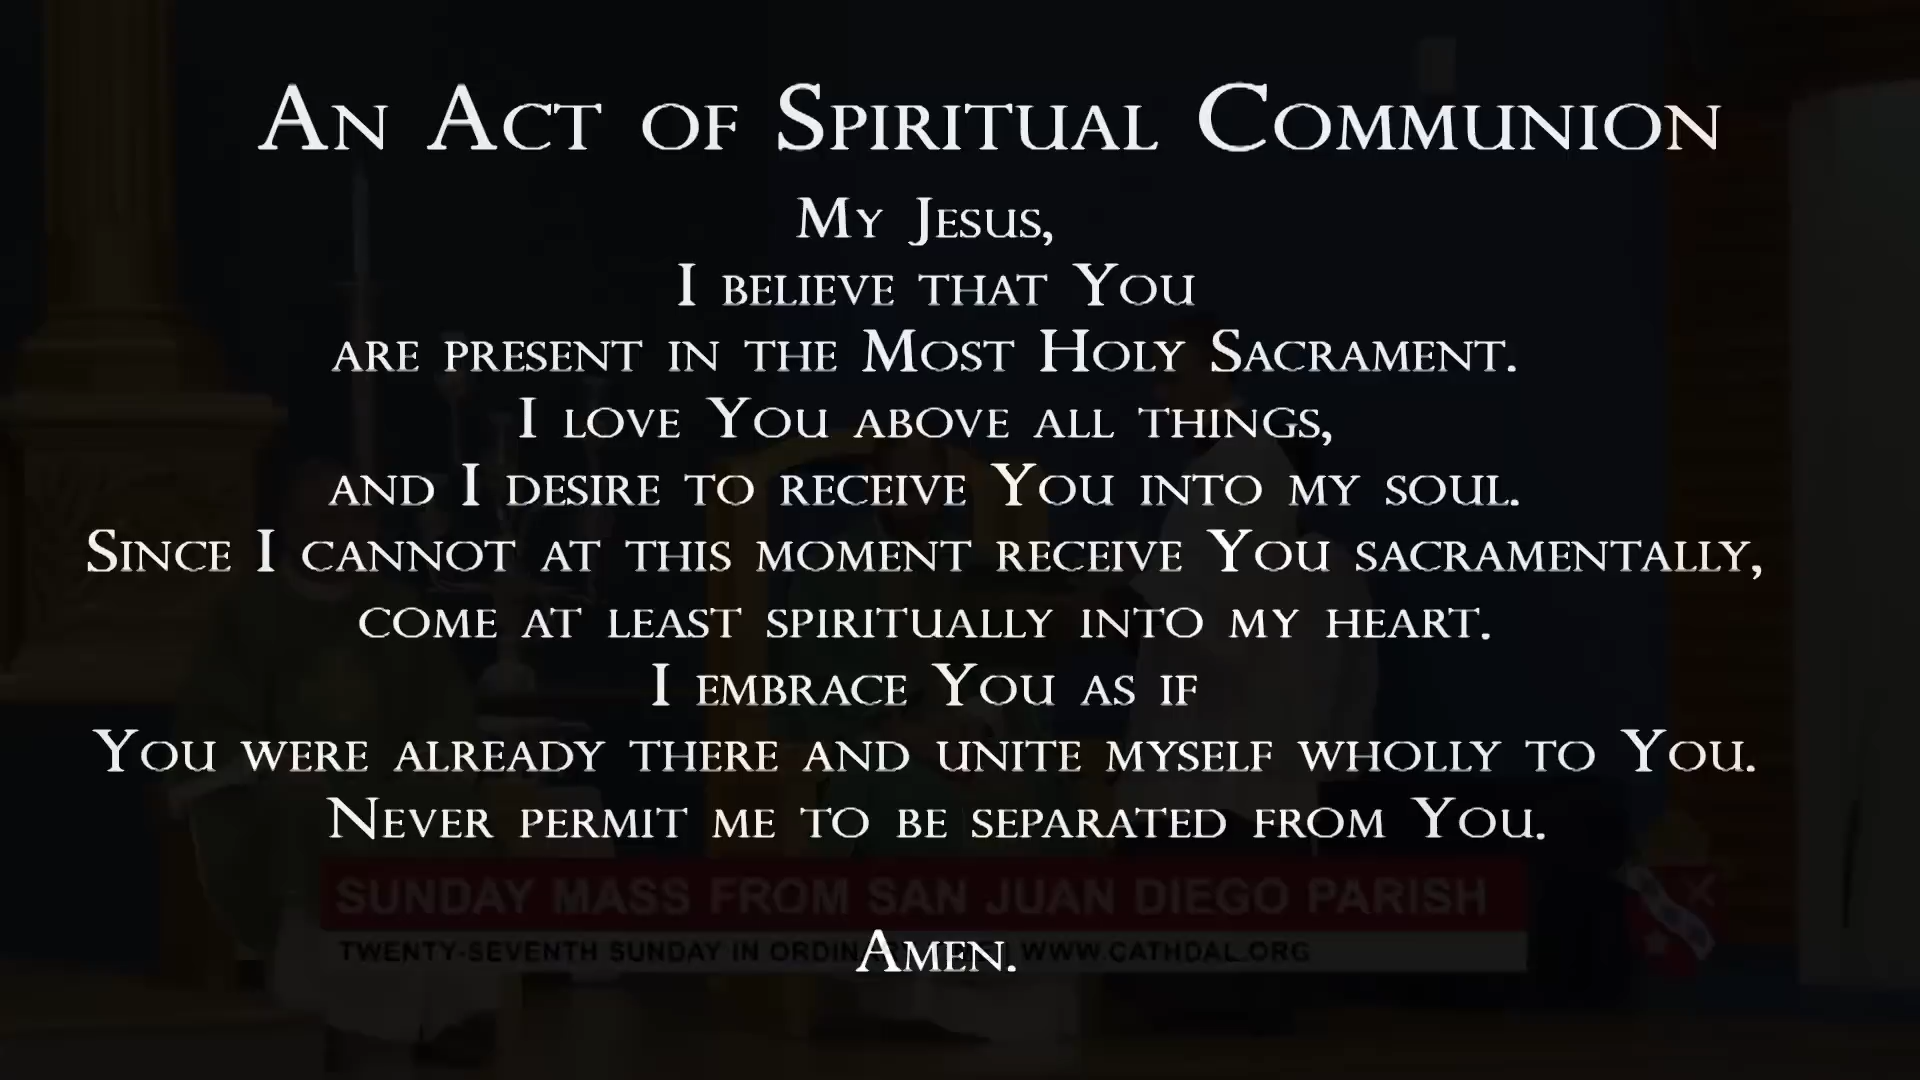 An Act of Spiritual Communion
My Jesus,
I believe that You
are present in the Most Holy Sacrament.
I love You above all things,
and I desire to receive You into my soul.
Since I cannot at this moment receive You sacramentally,
come at least spiritually into my heart.
I embrace You as if
You were already there and unite myself wholly to You.
Never permit me to be separated from You.
SUNDAY MASS FROM SAN JUAN DIEGO PARISH
TWENTY-SEVENTH SUNDAY IN WWW.CATHDAL.ORG
Amen.